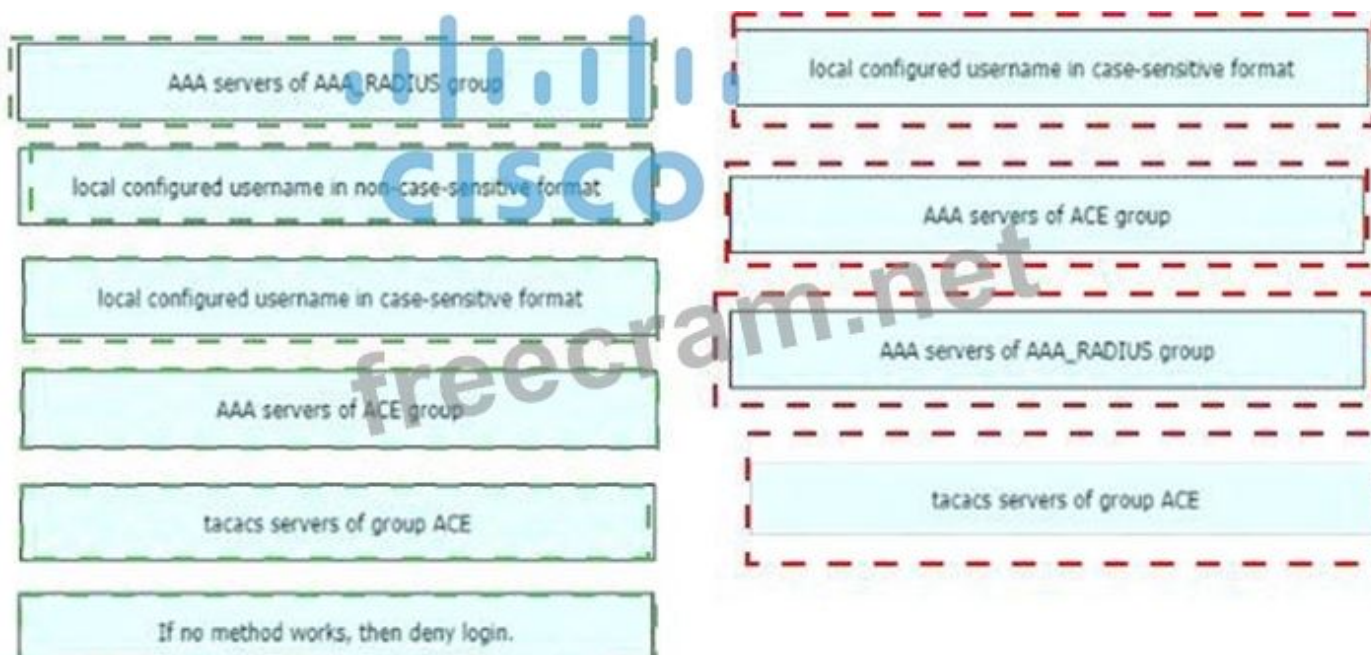 AAA servers of AAA_RADIUS group
local configured username in non-case-sensitive format
local configured username in case-sensitive format
AAA servers of ACE group
tacacs servers of group ACE
If no method works, then deny login.
local configured username in case-sensitive format
AAA servers of ACE group
AAA servers of AAA_RADIUS group
tacacs servers of group ACE
CISCO
freecram.net